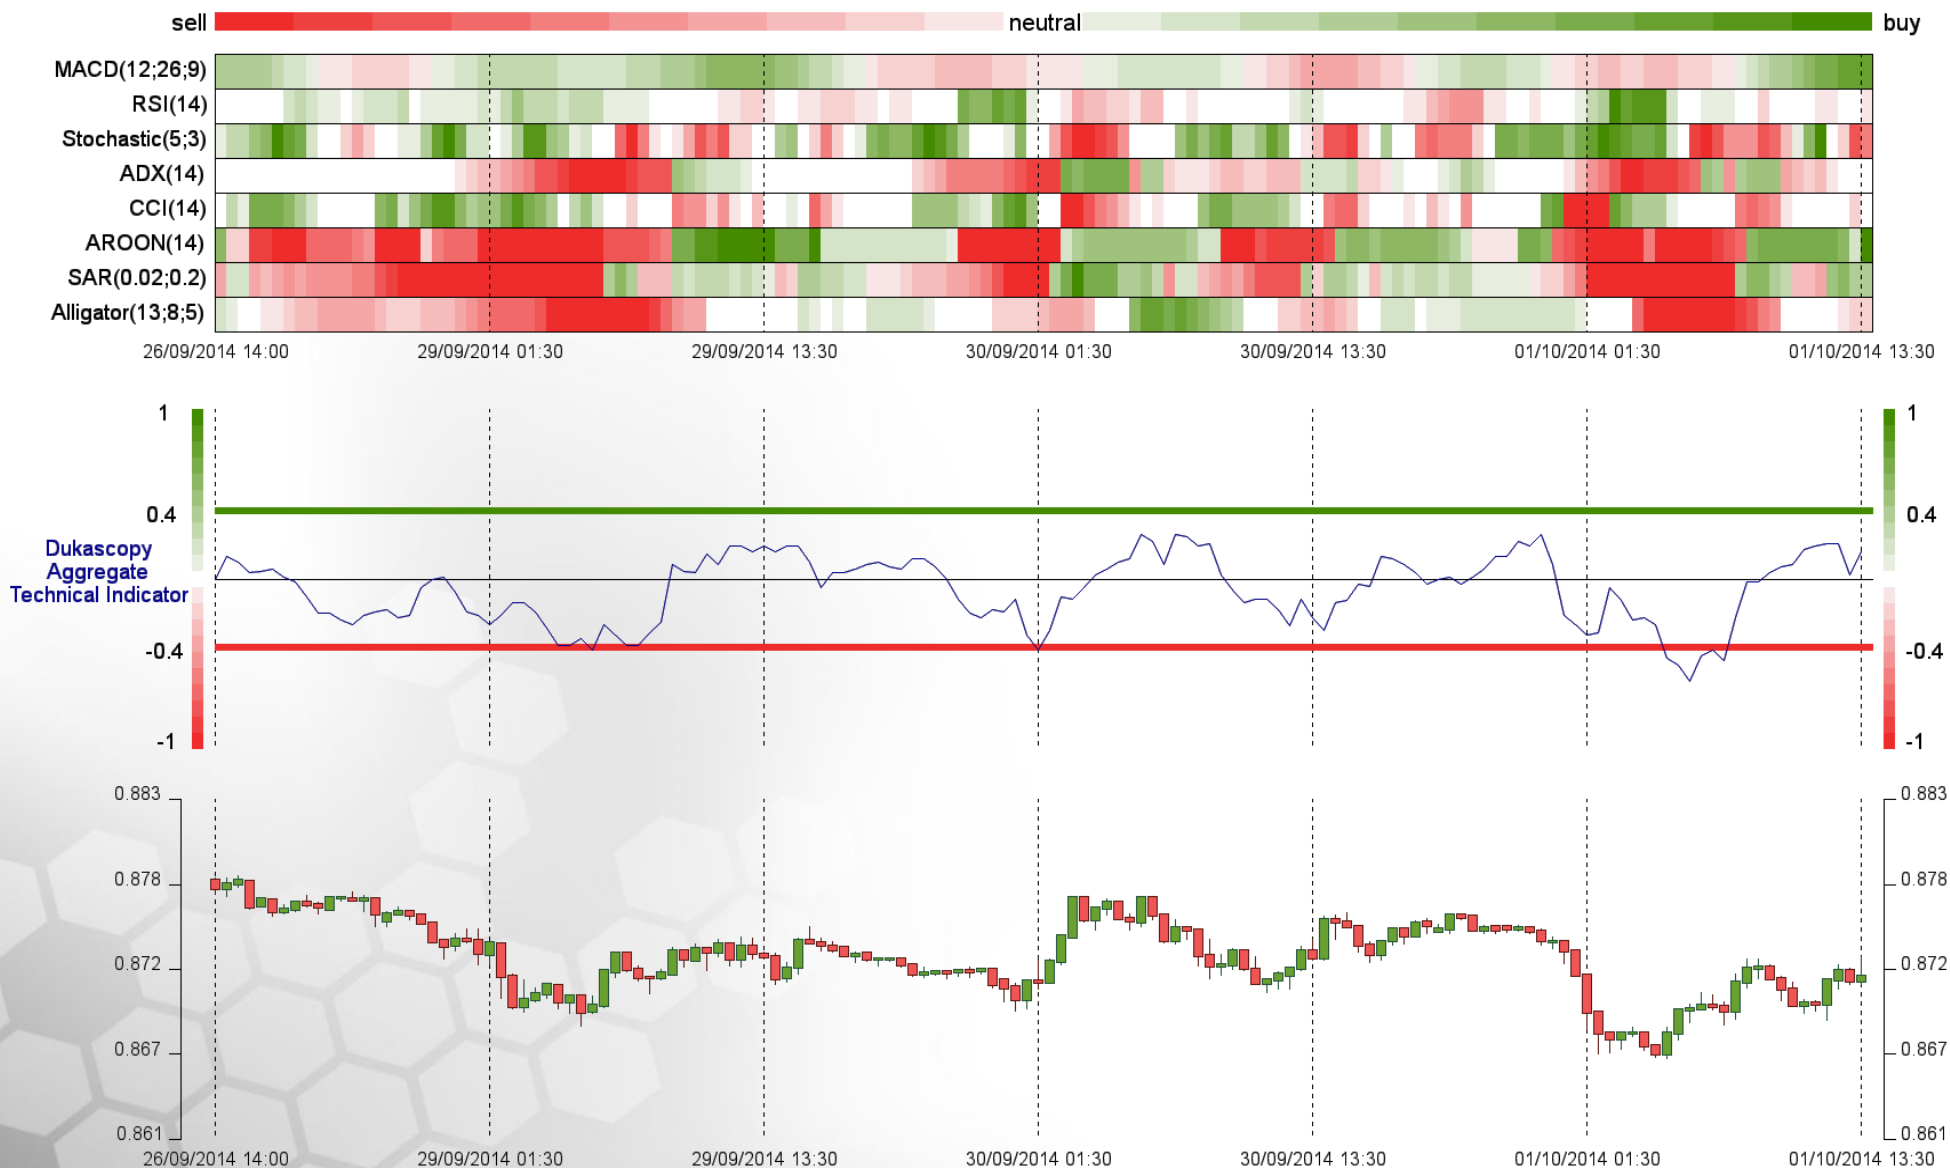 sell neutral buy
MACD(12;26;9)
RSI(14)
Stochastic(5;3)
ADX(14)
CCI(14)
AROON(14)
SAR(0.02;0.2)
Alligator(13;8;5)
26/09/2014 14:00 29/09/2014 01:30 29/09/2014 13:30 30/09/2014 01:30 30/09/2014 13:30 01/10/2014 01:30 01/10/2014 13:30
1 1
0.4 0.4
Dukascopy
Aggregate
Technical Indicator
-0.4 -0.4
-1 -1
0.883 0.883
0.878 0.878
0.872 0.872
0.867 0.867
0.861 0.861
26/09/2014 14:00 29/09/2014 01:30 29/09/2014 13:30 30/09/2014 01:30 30/09/2014 13:30 01/10/2014 01:30 01/10/2014 13:30